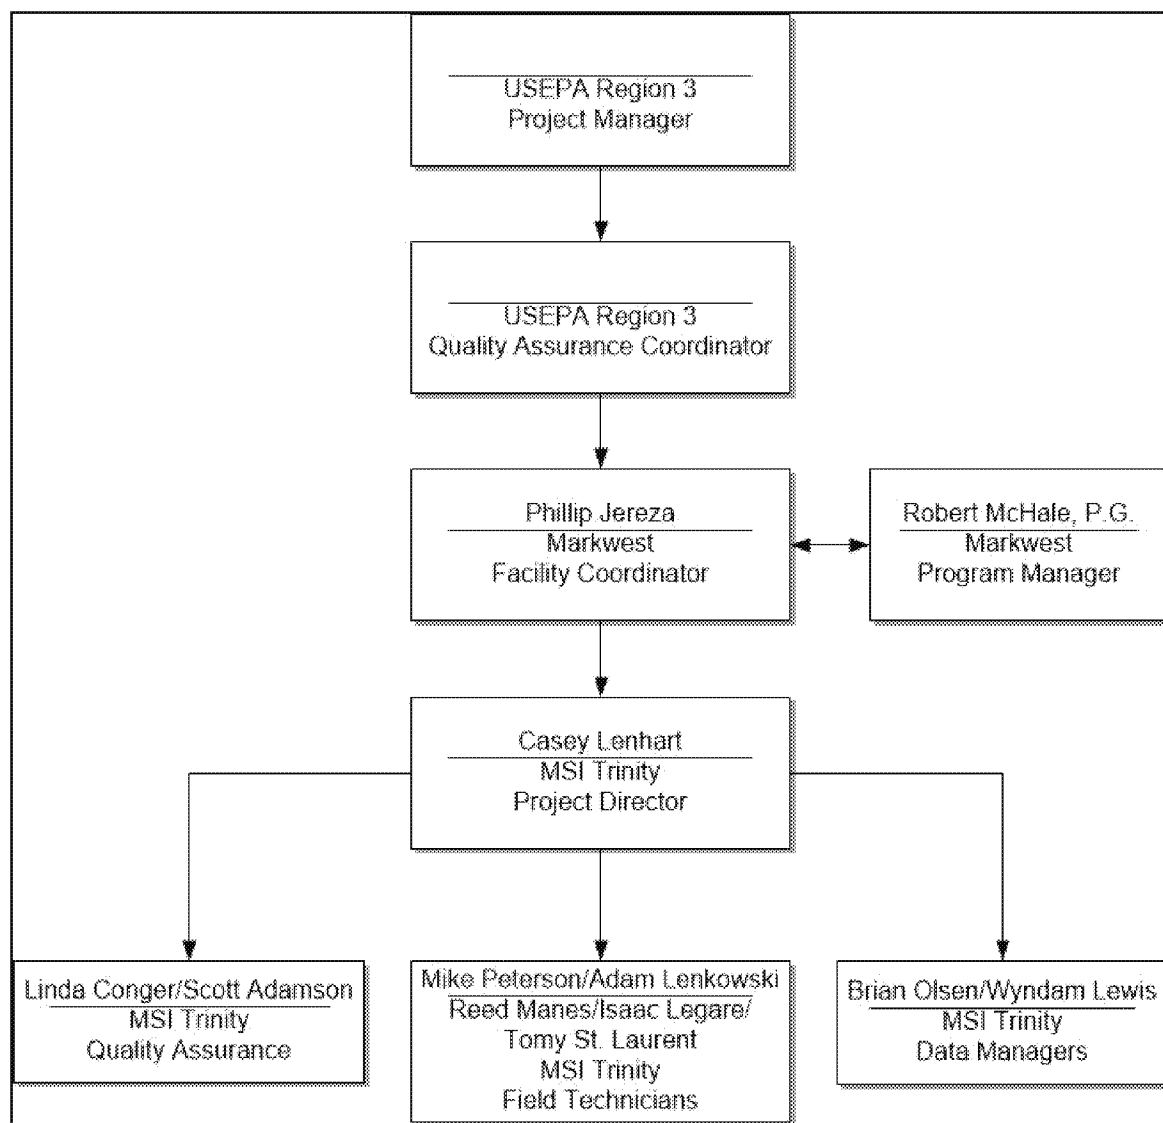 USEPA Region 3
Project Manager
USEPA Region 3
Quality Assurance Coordinator
Phillip Jereza
Markwest
Facility Coordinator
Robert McHale, P.G.
Markwest
Program Manager
Casey Lenhart
MSI Trinity
Project Director
Linda Conger/Scott Adamson
MSI Trinity
Quality Assurance
Mike Peterson/Adam Lenkowski
Reed Manes/Isaac Legare/
Tomy St. Laurent
MSI Trinity
Field Technicians
Brian Olsen/Wyndam Lewis
MSI Trinity
Data Managers